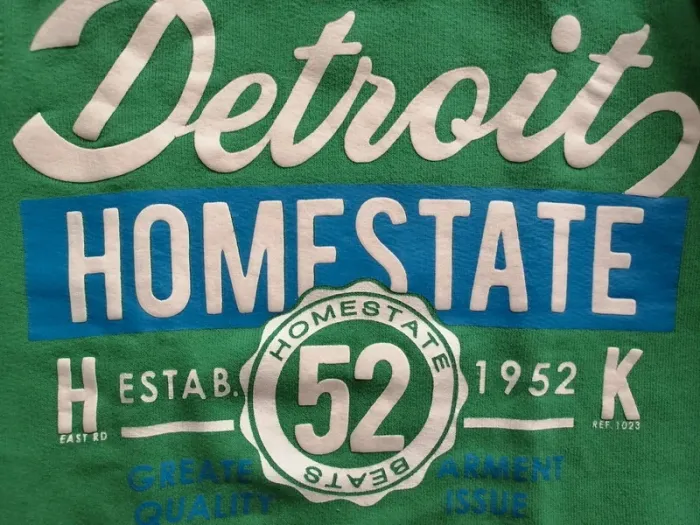 Detroit
HOMESTATE
HOMESTATE
52
BEATS
H ESTAB. 1952 K
EAST RD REF. 1023
GREATE ARMENT
QUALITY ISSUE